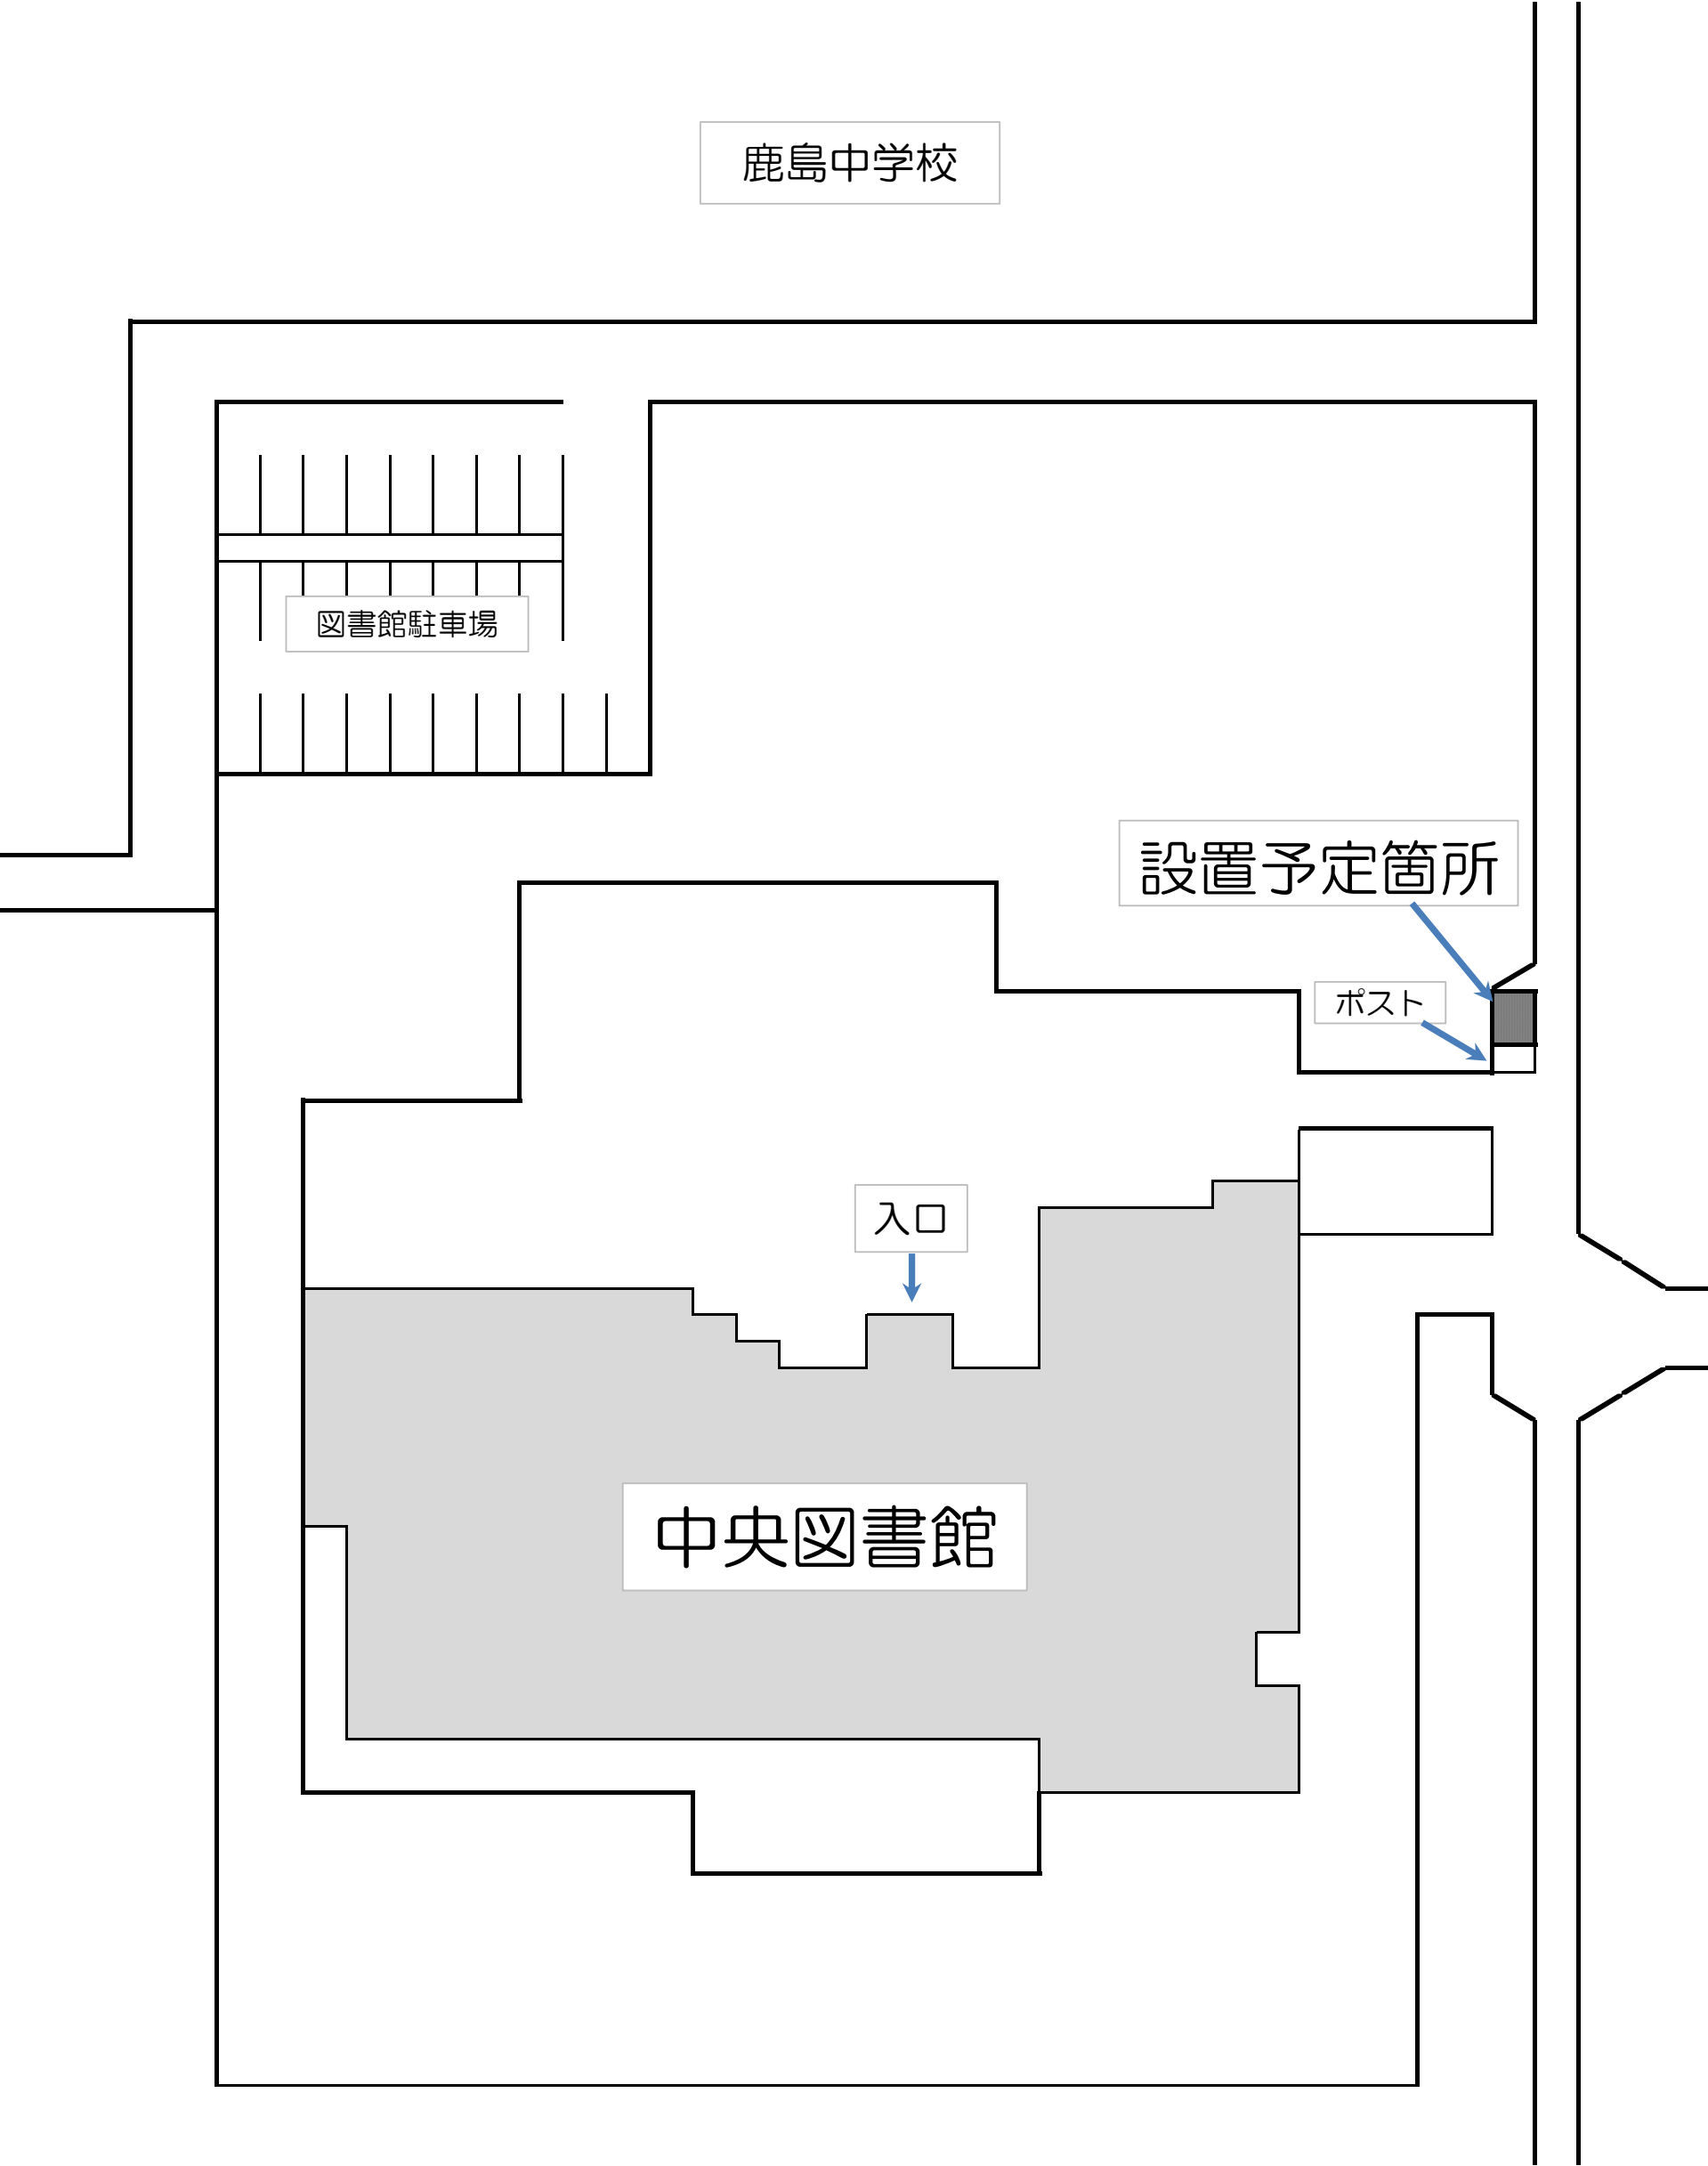 鹿島中学校
図書館駐車場
設置予定箇所
ポスト
入口
中央図書館